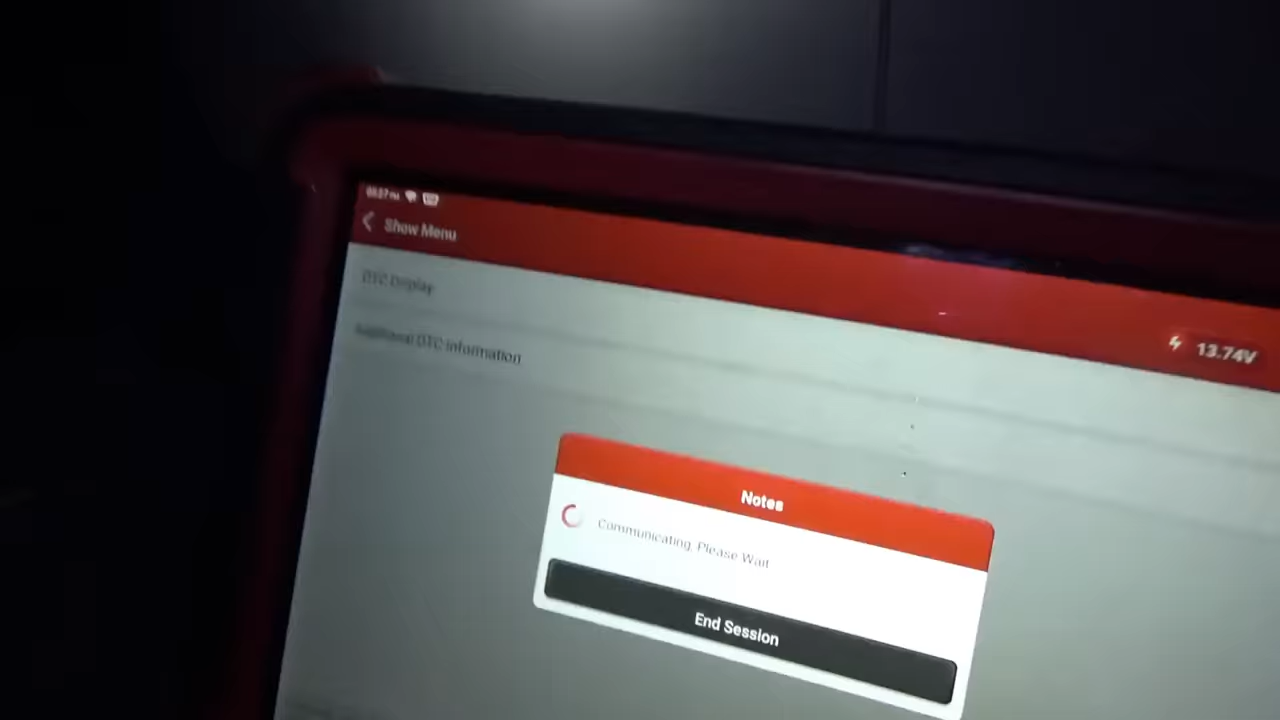 Show Menu
13.74V
DTC Display
Additional DTC Information
Notes
Communicating, Please Wait
End Session